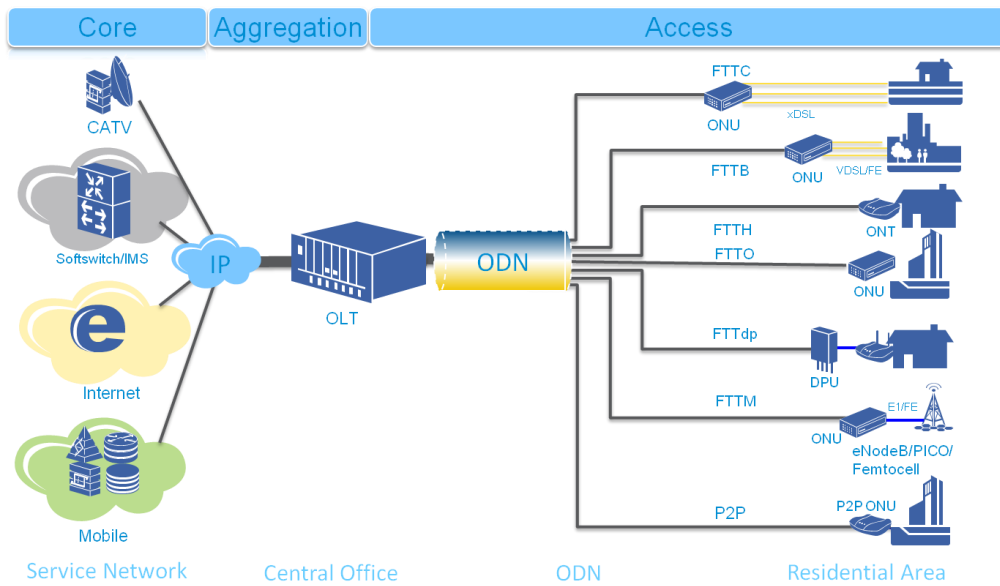 Core
Aggregation
Access
CATV
Softswitch/IMS
Internet
Mobile
IP
OLT
ODN
FTTC
ONU
xDSL
FTTB
ONU
VDSL/FE
FTTH
ONT
FTTO
ONU
FTTdp
DPU
FTTM
ONU
E1/FE
eNodeB/PICO/
Femtocell
P2P
P2P ONU
Service Network
Central Office
ODN
Residential Area